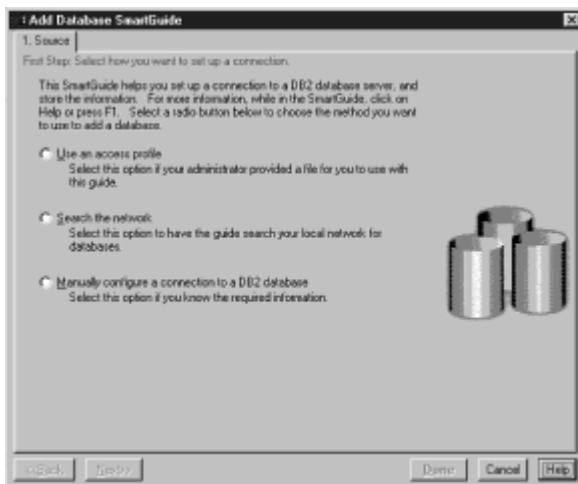 Add Database SmartGuide
1. Source
First Step: Select how you want to set up a connection.
This SmartGuide helps you set up a connection to a DB2 database server, and
store the information. For more information, while in the SmartGuide, click on
Help or press F1. Select a radio button below to choose the method you want
to use to add a database.
Use an access profile
Select this option if your administrator provided a file for you to use with
this guide.
Search the network
Select this option to have the guide search your local network for
databases.
Manually configure a connection to a DB2 database
Select this option if you know the required information.
<<Back Next>> Done Cancel Help